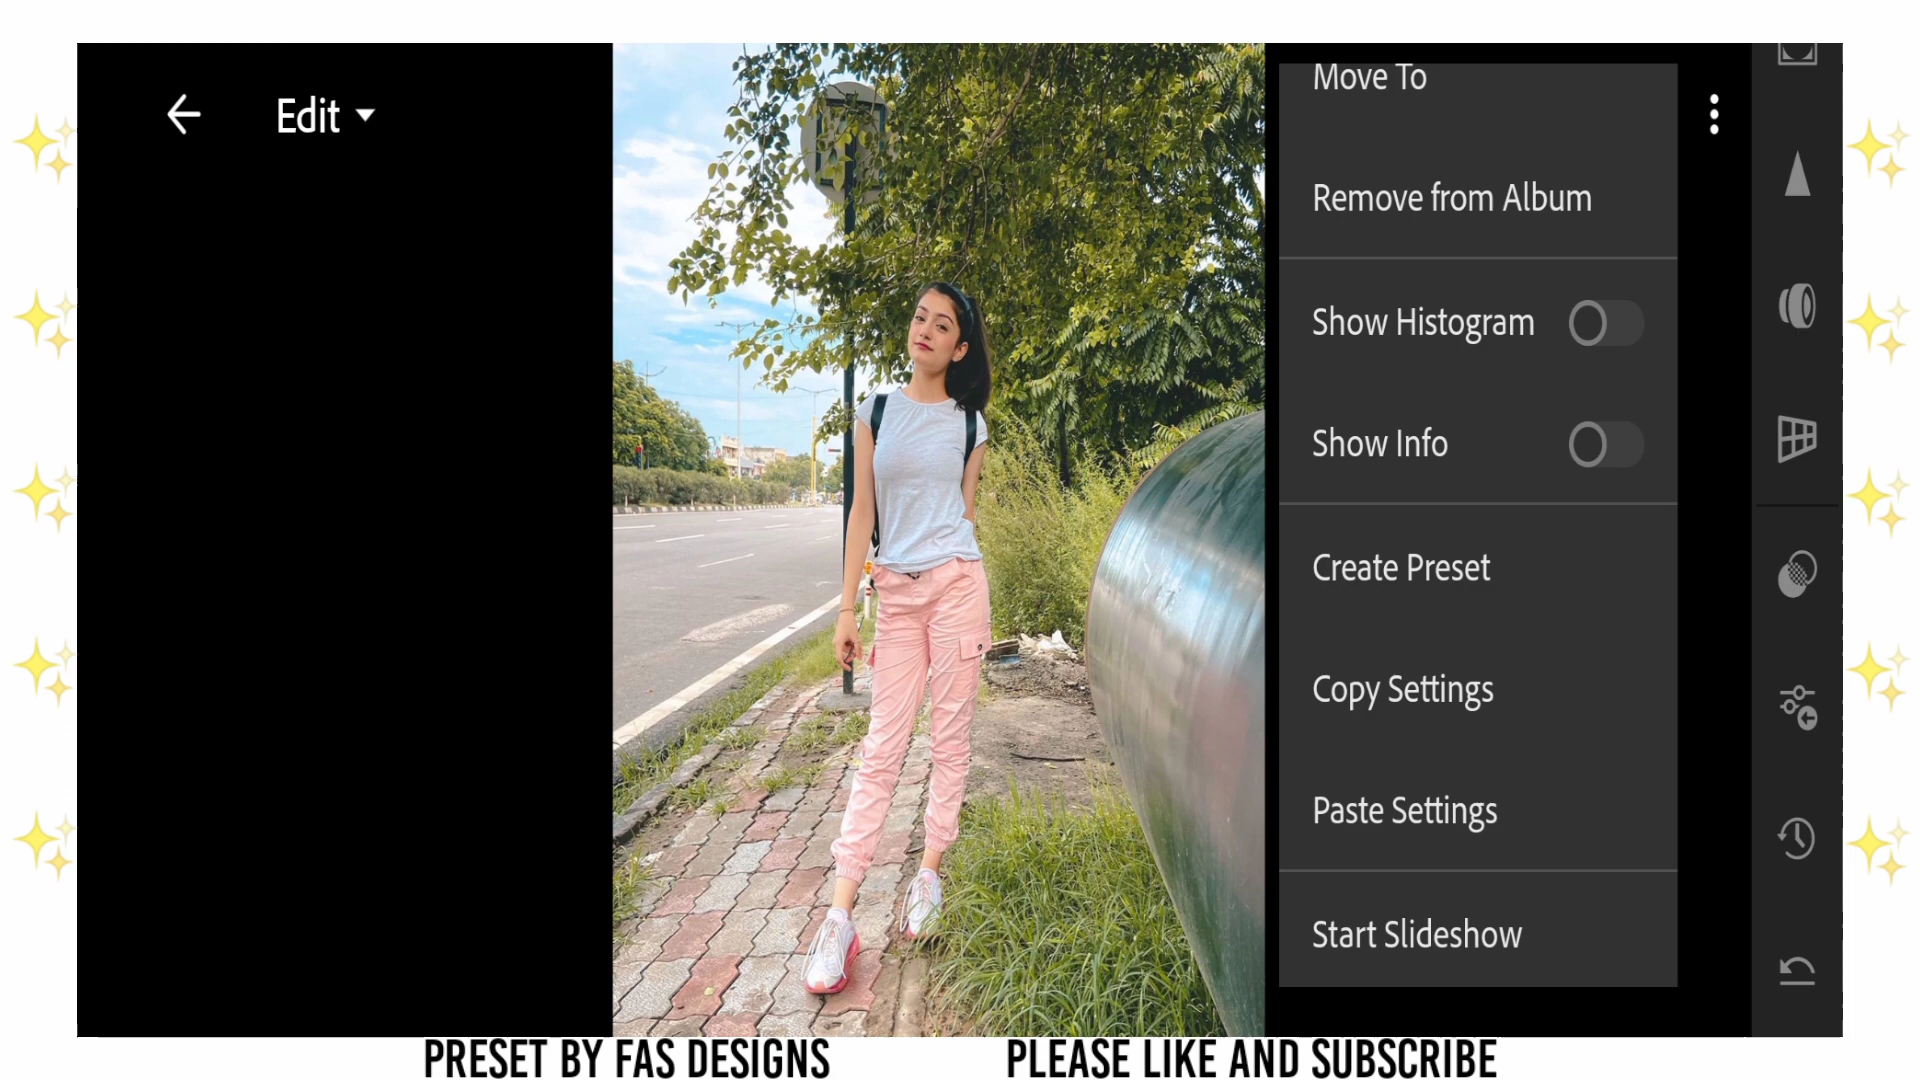 Edit
Move To
Remove from Album
Show Histogram
Show Info
Create Preset
Copy Settings
Paste Settings
Start Slideshow
PRESET BY FAS DESIGNS
PLEASE LIKE AND SUBSCRIBE